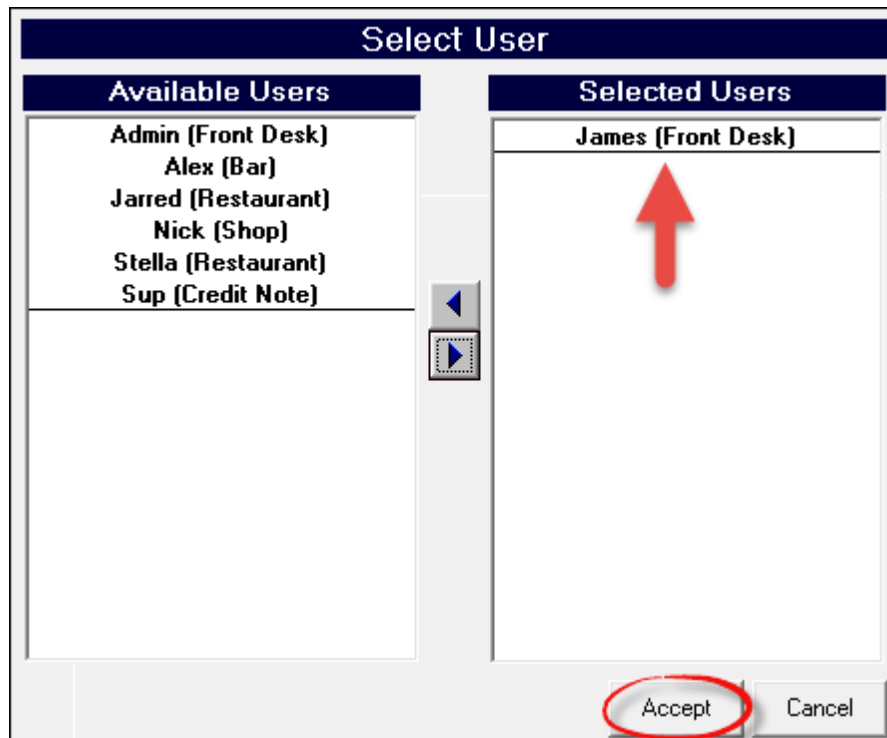 Select User
Available Users
Admin (Front Desk)
Alex (Bar)
Jarred (Restaurant)
Nick (Shop)
Stella (Restaurant)
Sup (Credit Note)
Selected Users
James (Front Desk)
Accept
Cancel